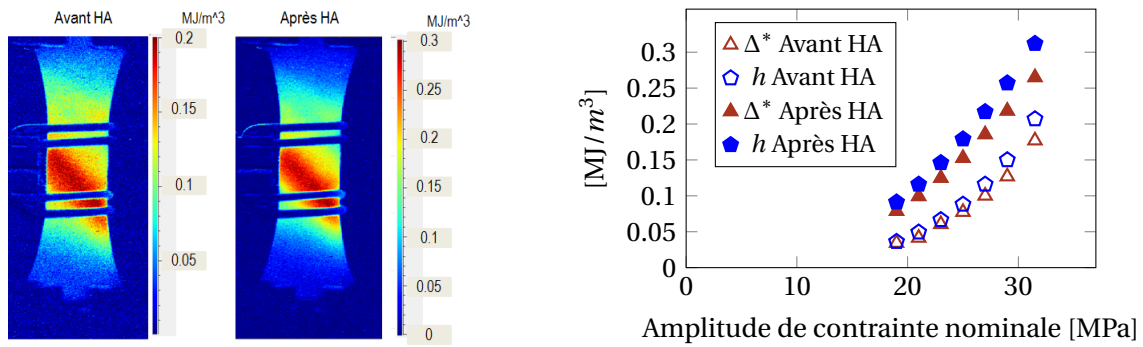 Avant HA
MJ/m^3
0.2
0.15
0.1
0.05
Après HA
MJ/m^3
0.3
0.25
0.2
0.15
0.1
0.05
0
[MJ/m³]
0.3
0.25
0.2
0.15
0.1
0.05
0
Δ* Avant HA
h Avant HA
Δ* Après HA
h Après HA
0 10 20 30
Amplitude de contrainte nominale [MPa]